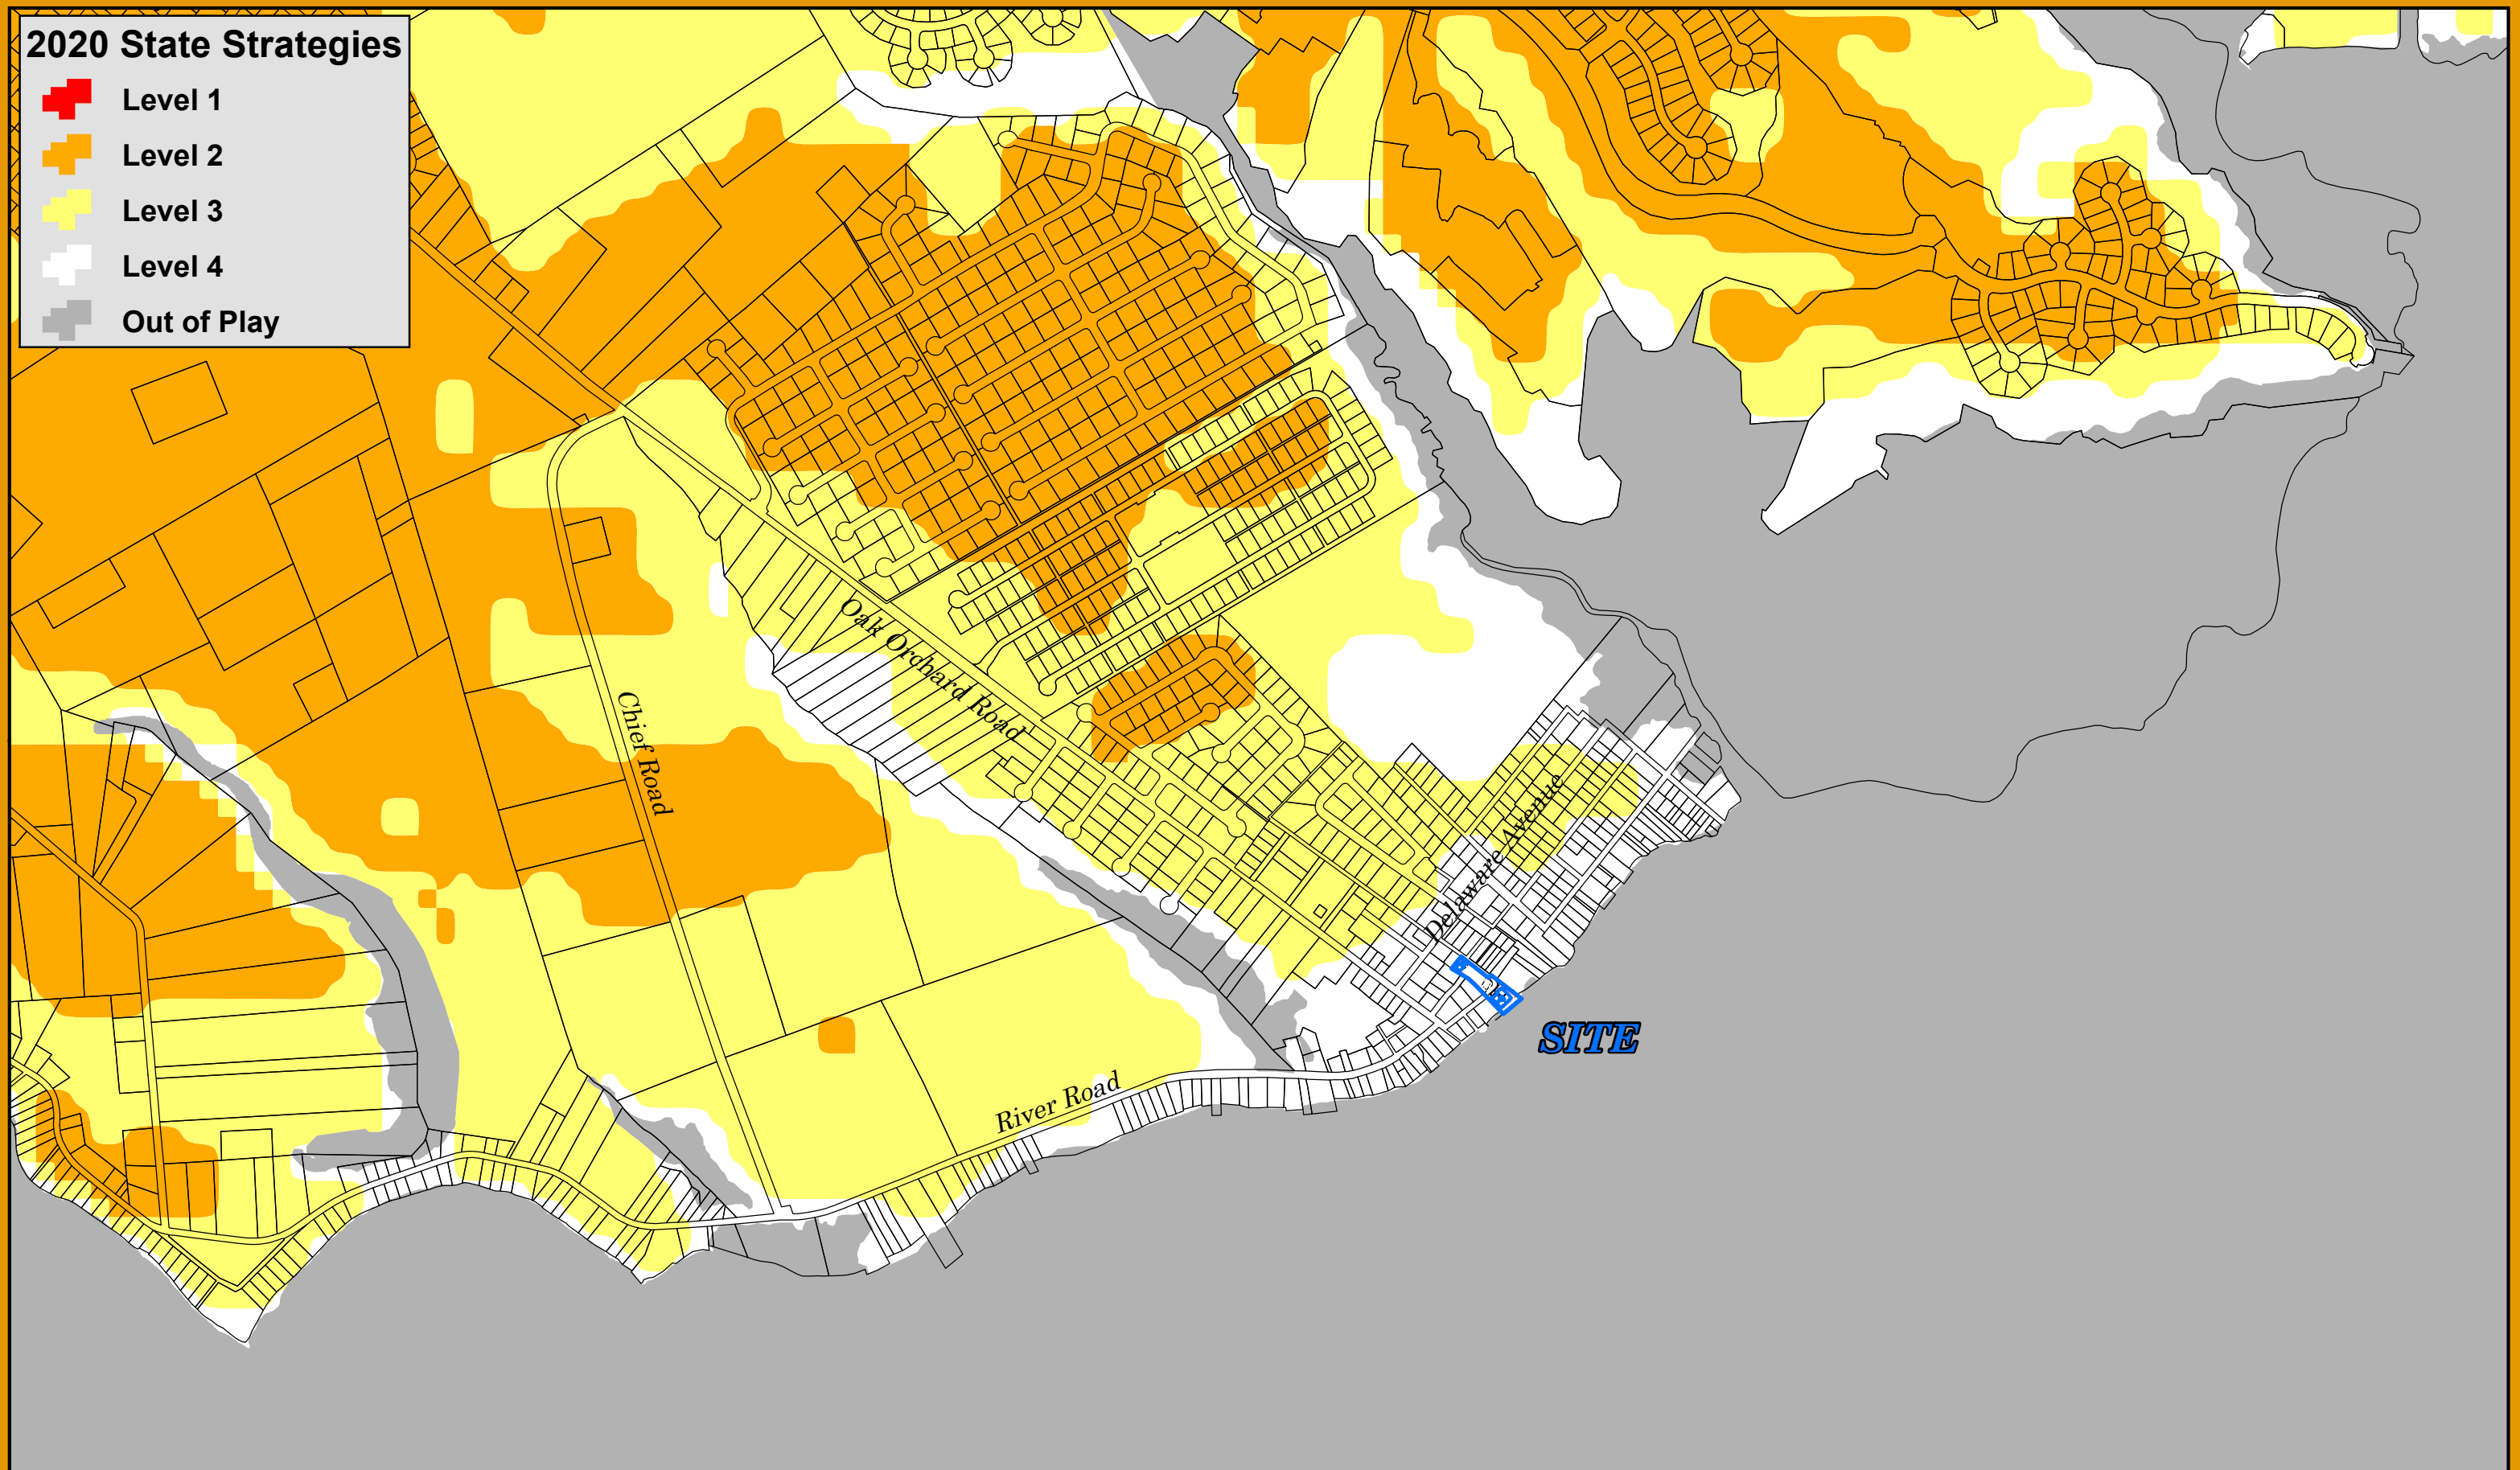 2020 State Strategies
Level 1
Level 2
Level 3
Level 4
Out of Play
Oak Orchard Road
Chief Road
Delaware Avenue
SITE
River Road